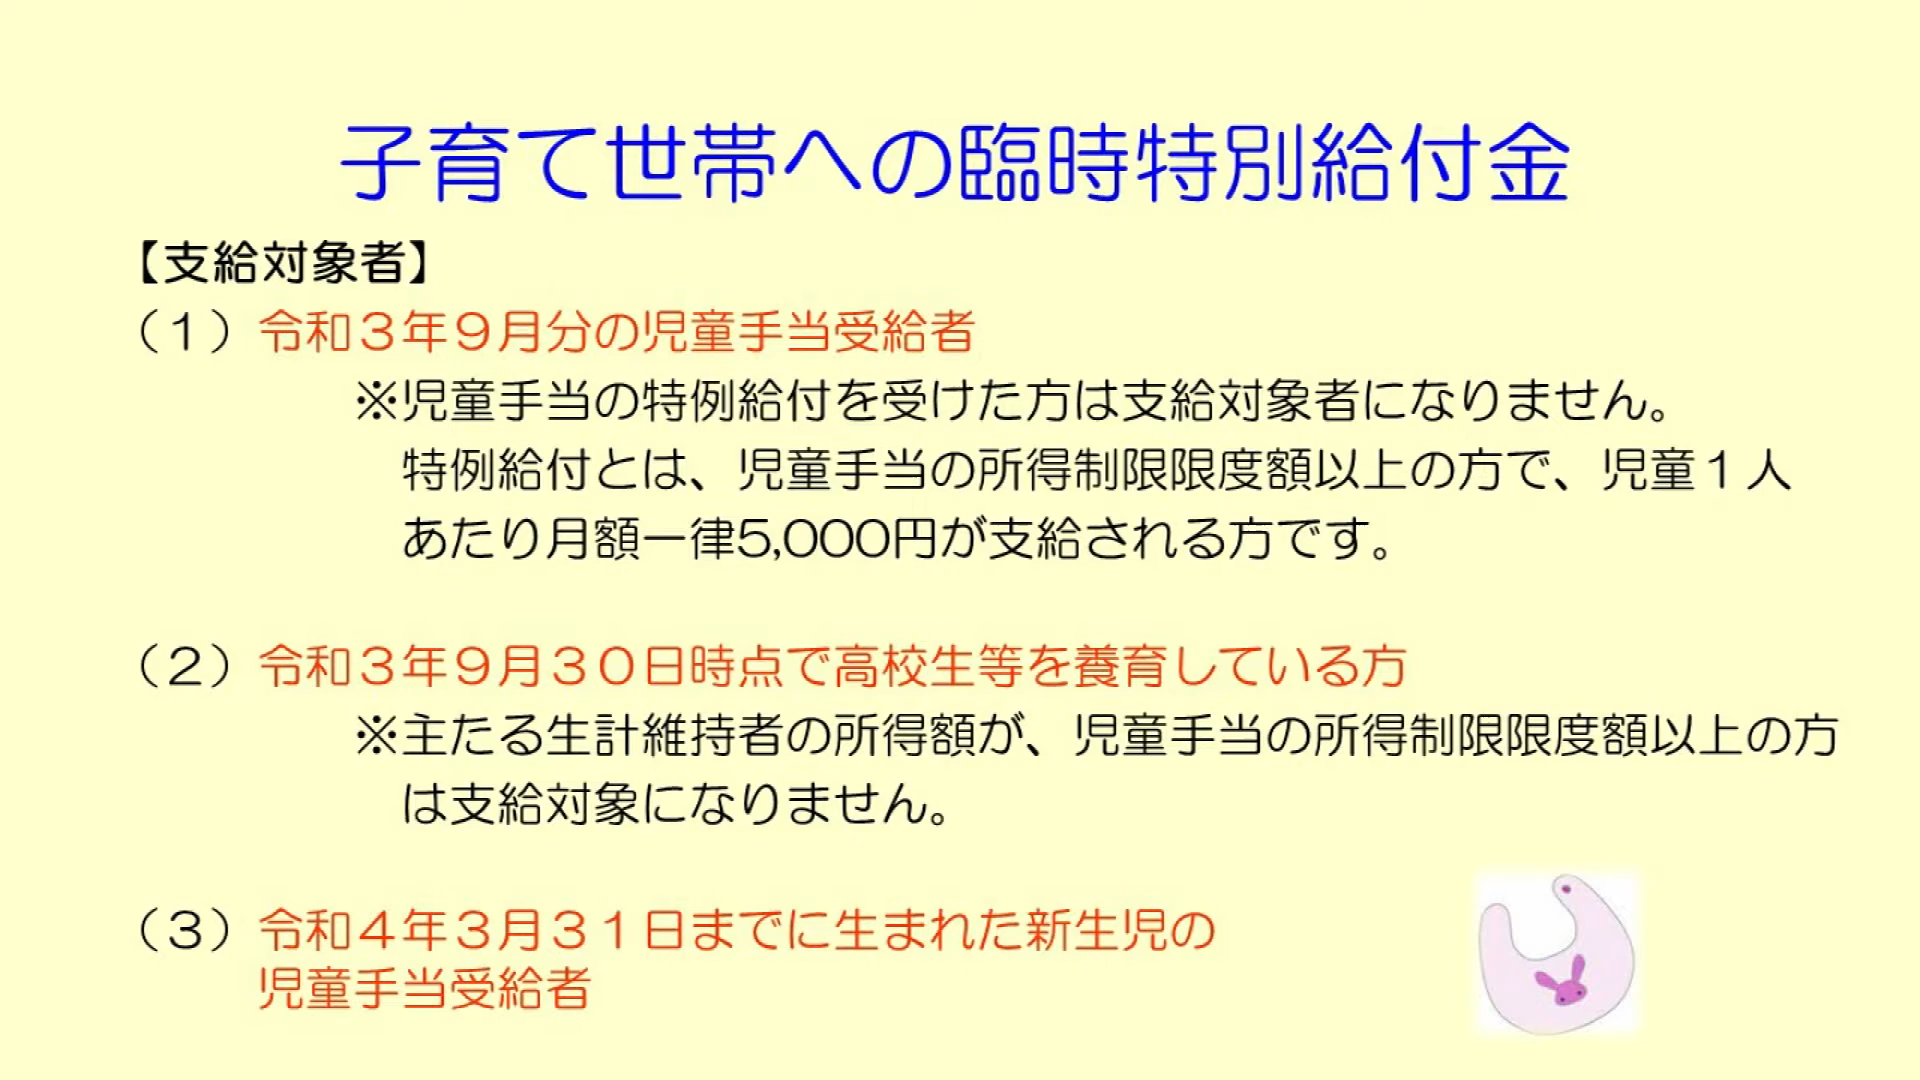 子育て世帯への臨時特別給付金
【支給対象者】
（１）令和３年９月分の児童手当受給者
※児童手当の特例給付を受けた方は支給対象者になりません。
特例給付とは、児童手当の所得制限限度額以上の方で、児童１人
あたり月額一律5,000円が支給される方です。
（２）令和３年９月３０日時点で高校生等を養育している方
※主たる生計維持者の所得額が、児童手当の所得制限限度額以上の方
は支給対象になりません。
（３）令和４年３月３１日までに生まれた新生児の
児童手当受給者